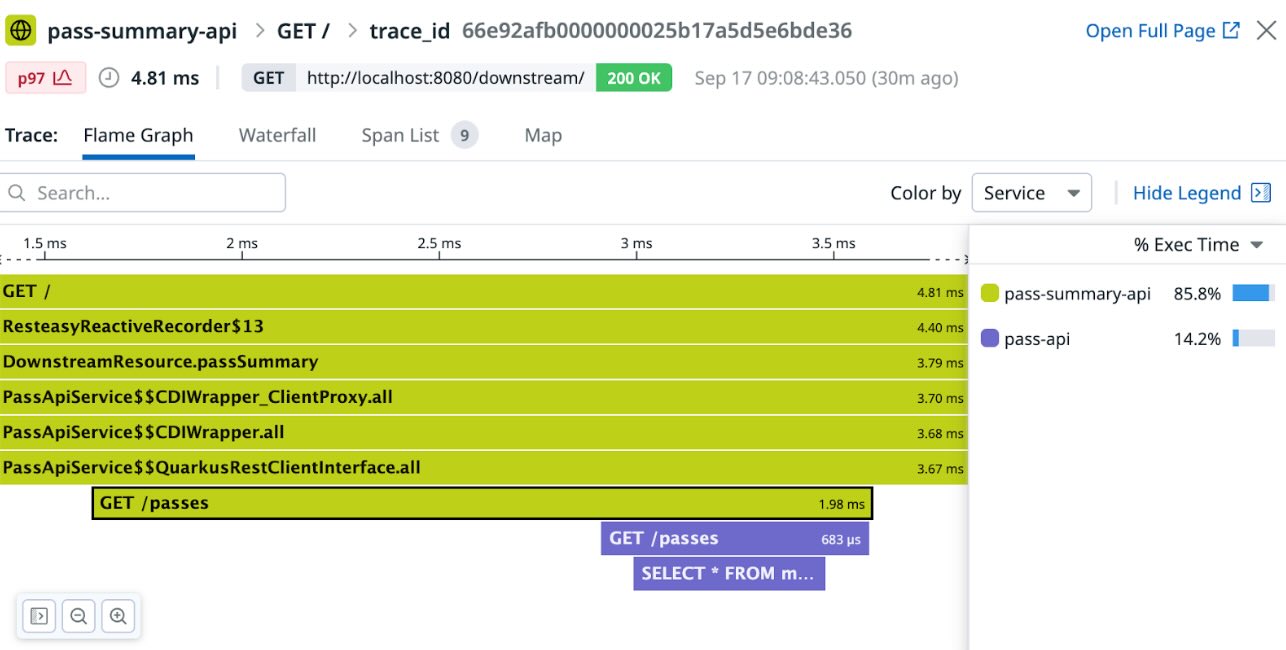 pass-summary-api > GET / > trace_id 66e92afb0000000025b17a5d5e6bde36 Open Full Page
p97 4.81 ms GET http://localhost:8080/downstream/ 200 OK Sep 17 09:08:43.050 (30m ago)
Trace: Flame Graph Waterfall Span List 9 Map
Search... Color by Service Hide Legend
1.5 ms 2 ms 2.5 ms 3 ms 3.5 ms % Exec Time
GET / 4.81 ms
pass-summary-api 85.8%
ResteasyReactiveRecorder$13 4.40 ms
pass-api 14.2%
DownstreamResource.passSummary 3.79 ms
PassApiService$$CDIWrapper_ClientProxy.all 3.70 ms
PassApiService$$CDIWrapper.all 3.68 ms
PassApiService$$QuarkusRestClientInterface.all 3.67 ms
GET /passes 1.98 ms
GET /passes 683 µs
SELECT * FROM m...